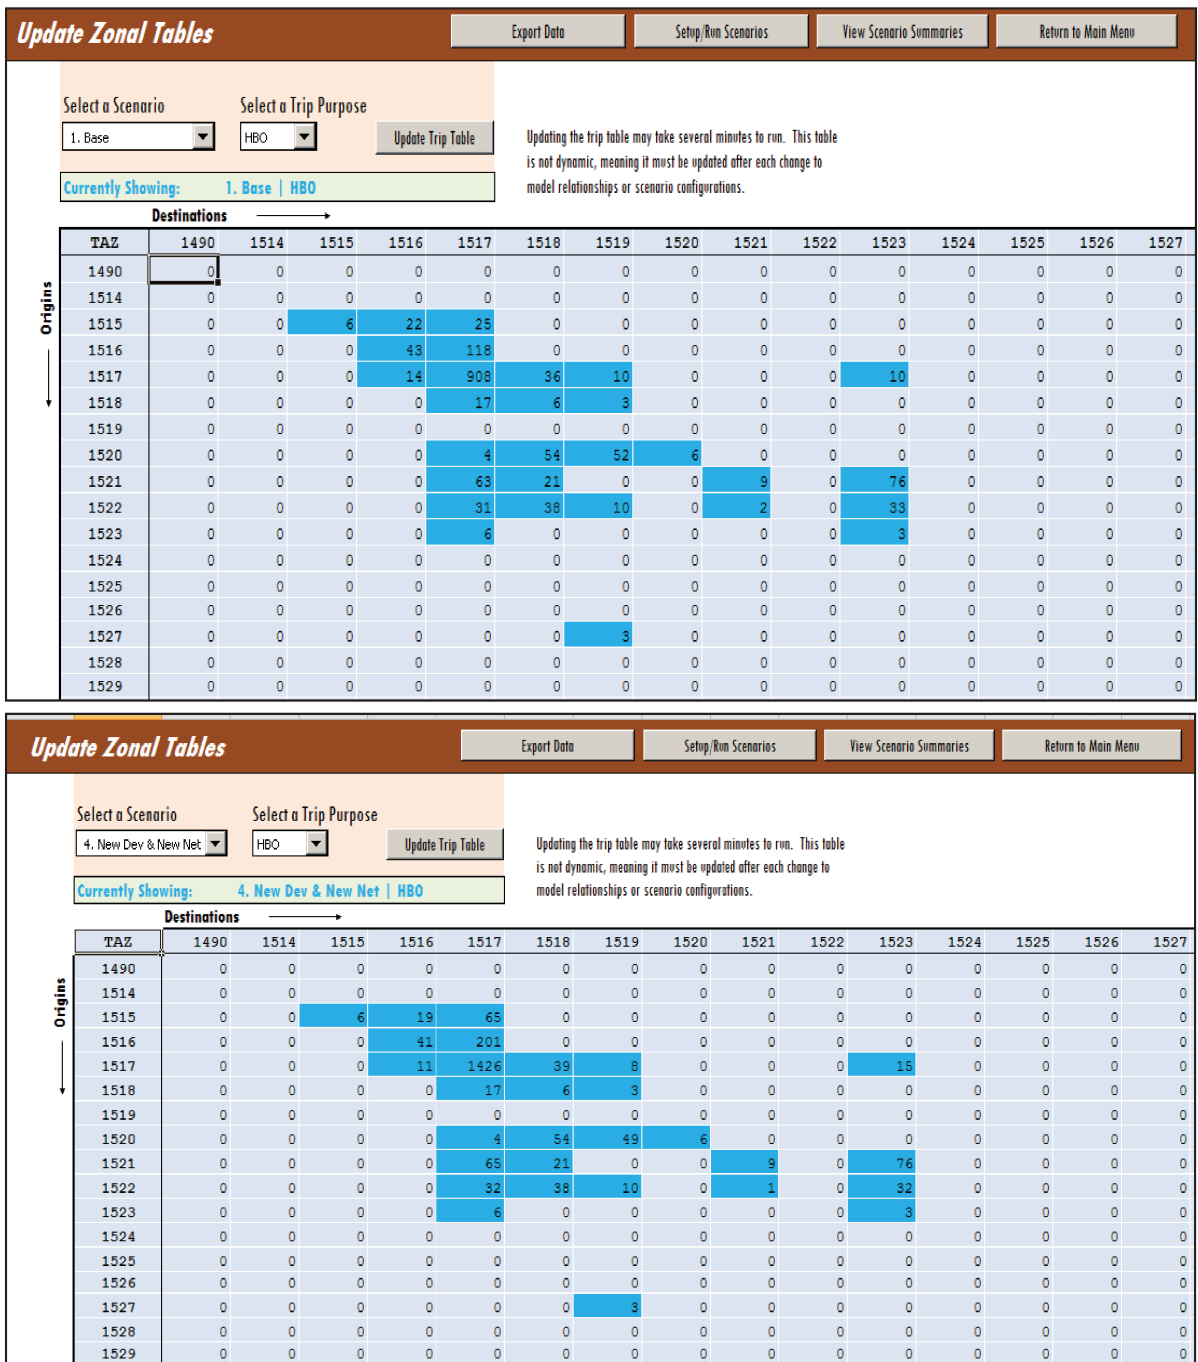 Update Zonal Tables Export Data Setup/Run Scenarios View Scenario Summaries Return to Main Menu
Select a Scenario Select a Trip Purpose
1. Base HBO Update Trip Table
Updating the trip table may take several minutes to run. This table
is not dynamic, meaning it must be updated after each change to
model relationships or scenario configurations.
Currently Showing: 1. Base | HBO
Destinations
Origins
TAZ 1490 1514 1515 1516 1517 1518 1519 1520 1521 1522 1523 1524 1525 1526 1527
1490 0 0 0 0 0 0 0 0 0 0 0 0 0 0 0
1514 0 0 0 0 0 0 0 0 0 0 0 0 0 0 0
1515 0 0 6 22 25 0 0 0 0 0 0 0 0 0 0
1516 0 0 0 43 118 0 0 0 0 0 0 0 0 0 0
1517 0 0 0 14 908 36 10 0 0 0 10 0 0 0 0
1518 0 0 0 0 17 6 3 0 0 0 0 0 0 0 0
1519 0 0 0 0 0 0 0 0 0 0 0 0 0 0 0
1520 0 0 0 0 4 54 52 6 0 0 0 0 0 0 0
1521 0 0 0 0 63 21 0 0 9 0 76 0 0 0 0
1522 0 0 0 0 31 38 10 0 2 0 33 0 0 0 0
1523 0 0 0 0 6 0 0 0 0 0 3 0 0 0 0
1524 0 0 0 0 0 0 0 0 0 0 0 0 0 0 0
1525 0 0 0 0 0 0 0 0 0 0 0 0 0 0 0
1526 0 0 0 0 0 0 0 0 0 0 0 0 0 0 0
1527 0 0 0 0 0 0 3 0 0 0 0 0 0 0 0
1528 0 0 0 0 0 0 0 0 0 0 0 0 0 0 0
1529 0 0 0 0 0 0 0 0 0 0 0 0 0 0 0
Update Zonal Tables Export Data Setup/Run Scenarios View Scenario Summaries Return to Main Menu
Select a Scenario Select a Trip Purpose
4. New Dev & New Net HBO Update Trip Table
Updating the trip table may take several minutes to run. This table
is not dynamic, meaning it must be updated after each change to
model relationships or scenario configurations.
Currently Showing: 4. New Dev & New Net | HBO
Destinations
Origins
TAZ 1490 1514 1515 1516 1517 1518 1519 1520 1521 1522 1523 1524 1525 1526 1527
1490 0 0 0 0 0 0 0 0 0 0 0 0 0 0 0
1514 0 0 0 0 0 0 0 0 0 0 0 0 0 0 0
1515 0 0 6 19 65 0 0 0 0 0 0 0 0 0 0
1516 0 0 0 41 201 0 0 0 0 0 0 0 0 0 0
1517 0 0 0 11 1426 39 8 0 0 0 15 0 0 0 0
1518 0 0 0 0 17 6 3 0 0 0 0 0 0 0 0
1519 0 0 0 0 0 0 0 0 0 0 0 0 0 0 0
1520 0 0 0 0 4 54 49 6 0 0 0 0 0 0 0
1521 0 0 0 0 65 21 0 0 9 0 76 0 0 0 0
1522 0 0 0 0 32 38 10 0 1 0 32 0 0 0 0
1523 0 0 0 0 6 0 0 0 0 0 3 0 0 0 0
1524 0 0 0 0 0 0 0 0 0 0 0 0 0 0 0
1525 0 0 0 0 0 0 0 0 0 0 0 0 0 0 0
1526 0 0 0 0 0 0 0 0 0 0 0 0 0 0 0
1527 0 0 0 0 0 0 3 0 0 0 0 0 0 0 0
1528 0 0 0 0 0 0 0 0 0 0 0 0 0 0 0
1529 0 0 0 0 0 0 0 0 0 0 0 0 0 0 0